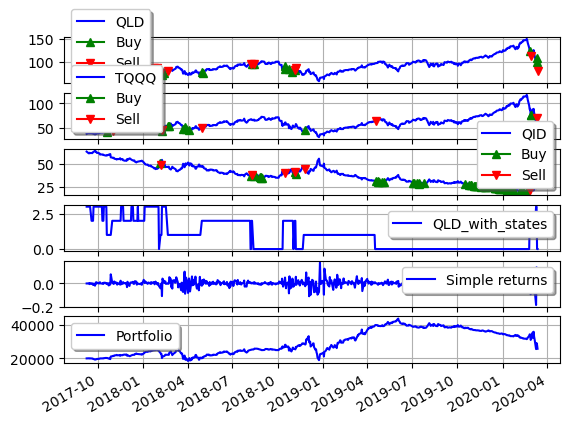 QLD
Buy
Sell
150
100
TQQQ
Buy
Sell
100
50
QID
Buy
Sell
50
25
QLD_with_states
2.5
0.0
Simple returns
0.0
−0.2
Portfolio
40000
20000
2017-10
2018-01
2018-04
2018-07
2018-10
2019-01
2019-04
2019-07
2019-10
2020-01
2020-04